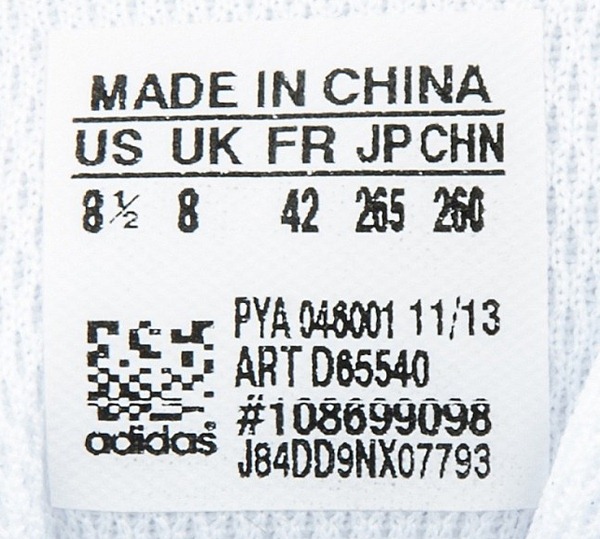 MADE IN CHINA
US UK FR JP CHN
8½ 8 42 265 260
PYA 046001 11/13
ART D65540
#108699098
J84DD9NX07793
adidas®